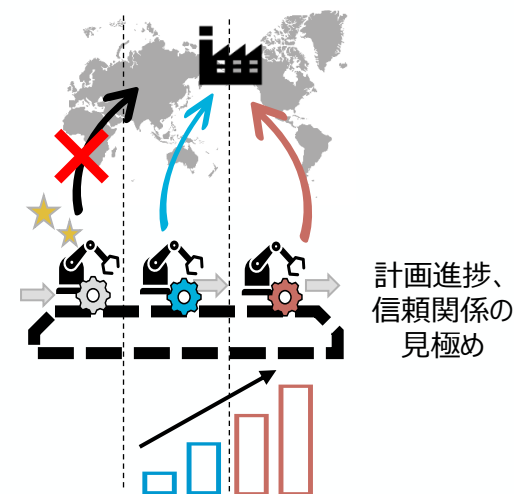 計画進捗、
信頼関係の
見極め